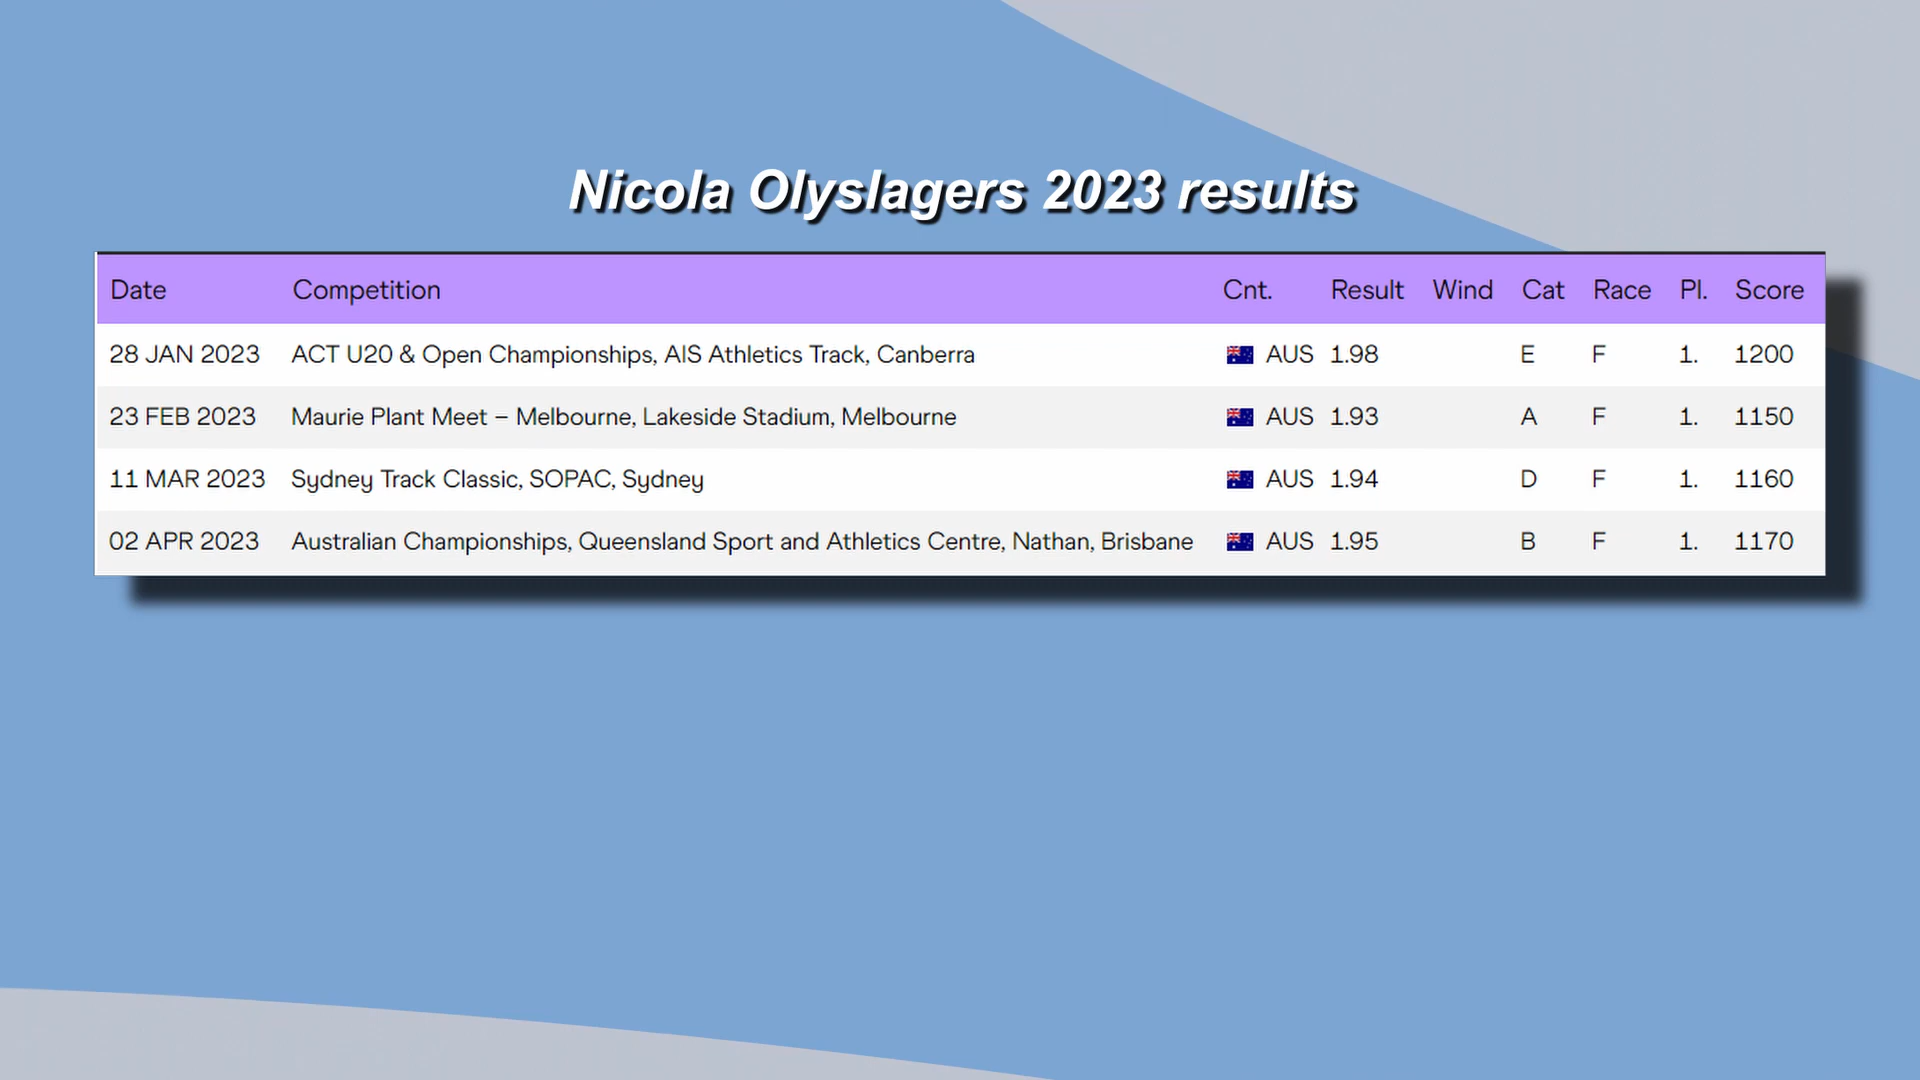 Nicola Olyslagers 2023 results
Date Competition Cnt. Result Wind Cat Race Pl. Score
28 JAN 2023 ACT U20 & Open Championships, AIS Athletics Track, Canberra AUS 1.98 E F 1. 1200
23 FEB 2023 Maurie Plant Meet – Melbourne, Lakeside Stadium, Melbourne AUS 1.93 A F 1. 1150
11 MAR 2023 Sydney Track Classic, SOPAC, Sydney AUS 1.94 D F 1. 1160
02 APR 2023 Australian Championships, Queensland Sport and Athletics Centre, Nathan, Brisbane AUS 1.95 B F 1. 1170